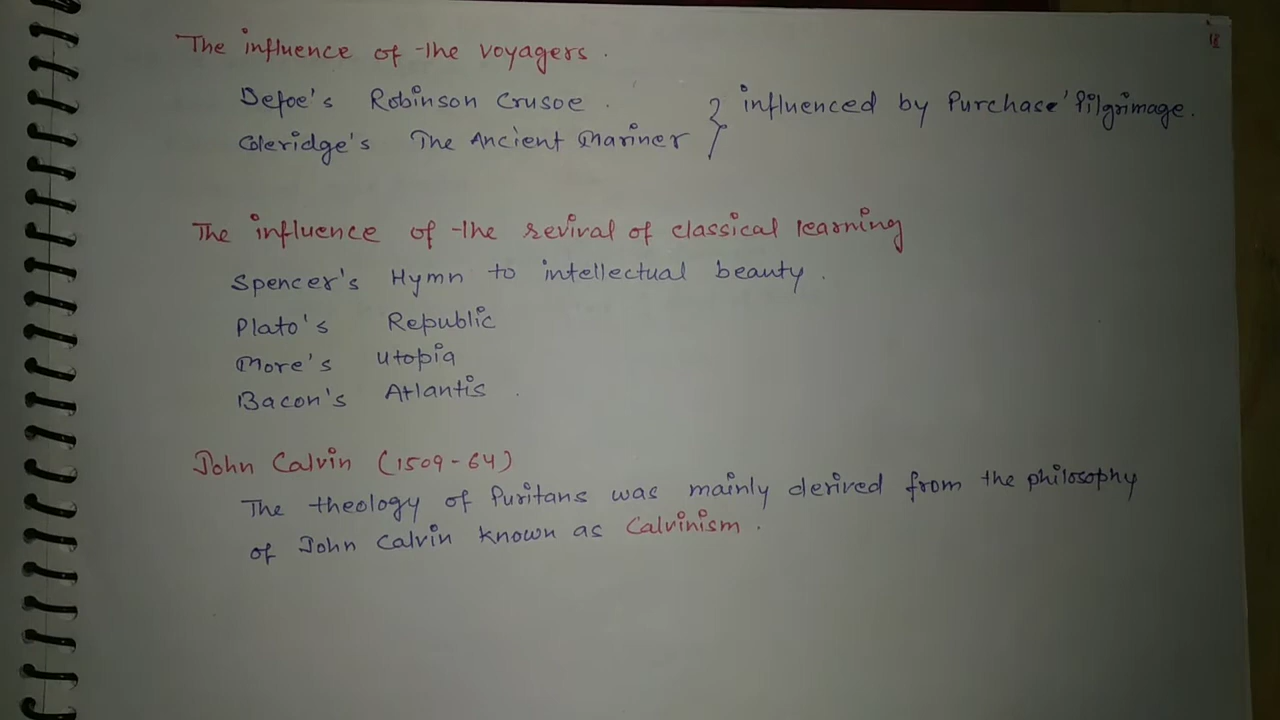 18
The influence of the voyagers.
Defoe's Robinson Crusoe.
Coleridge's The Ancient Mariner } influenced by Purchase' Pilgrimage.
The influence of the revival of classical learning
Spencer's Hymn to intellectual beauty.
Plato's Republic
More's Utopia
Bacon's Atlantis.
John Calvin (1509-64)
The theology of Puritans was mainly derived from the philosophy
of John Calvin known as Calvinism.